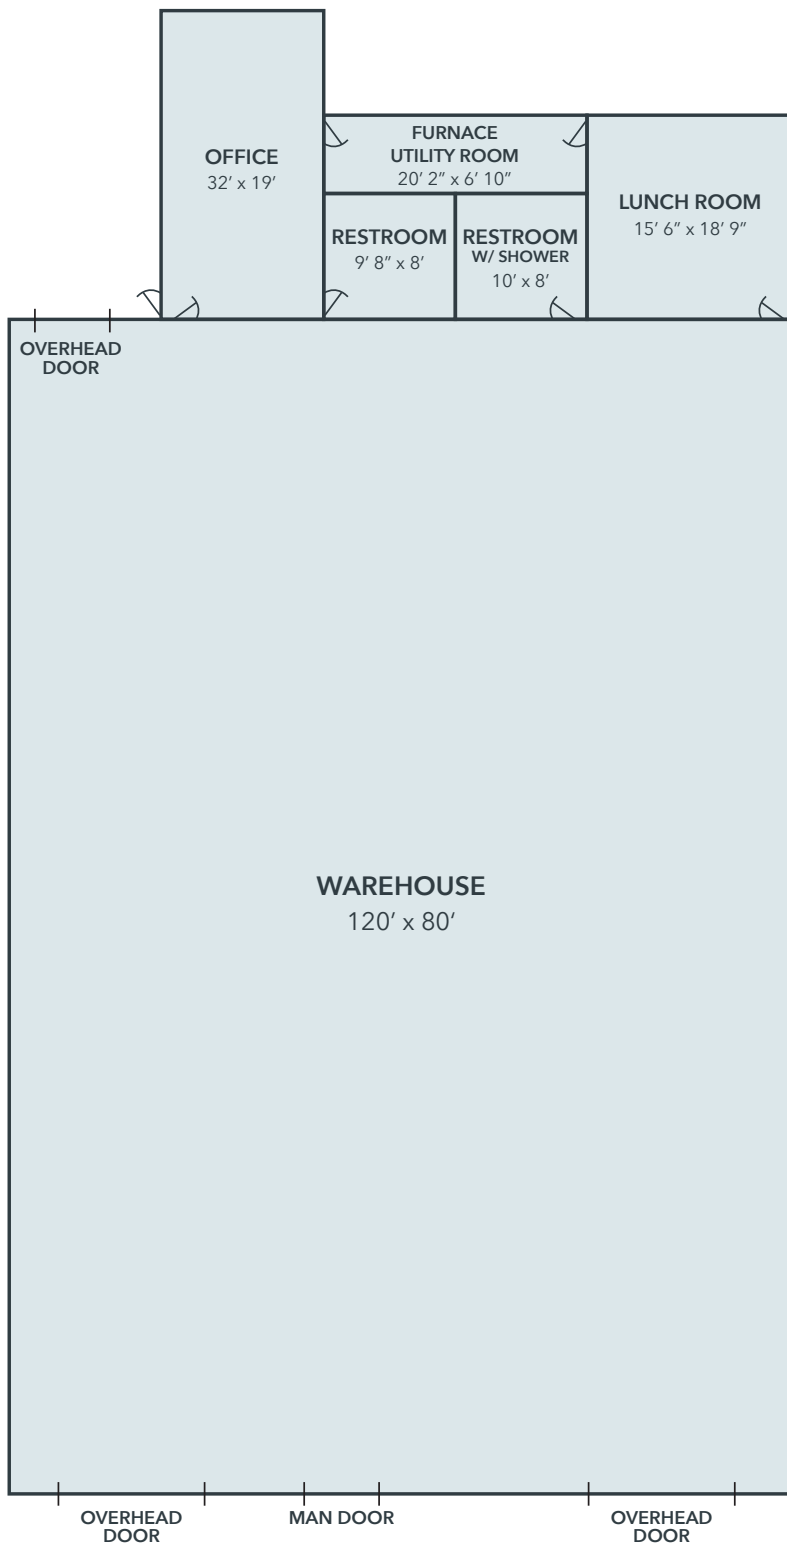 OFFICE
32’ x 19’
FURNACE
UTILITY ROOM
20’ 2” x 6’ 10”
LUNCH ROOM
15’ 6” x 18’ 9”
RESTROOM
9’ 8” x 8’
RESTROOM
W/ SHOWER
10’ x 8’
OVERHEAD
DOOR
WAREHOUSE
120’ x 80’
OVERHEAD
DOOR
MAN DOOR
OVERHEAD
DOOR